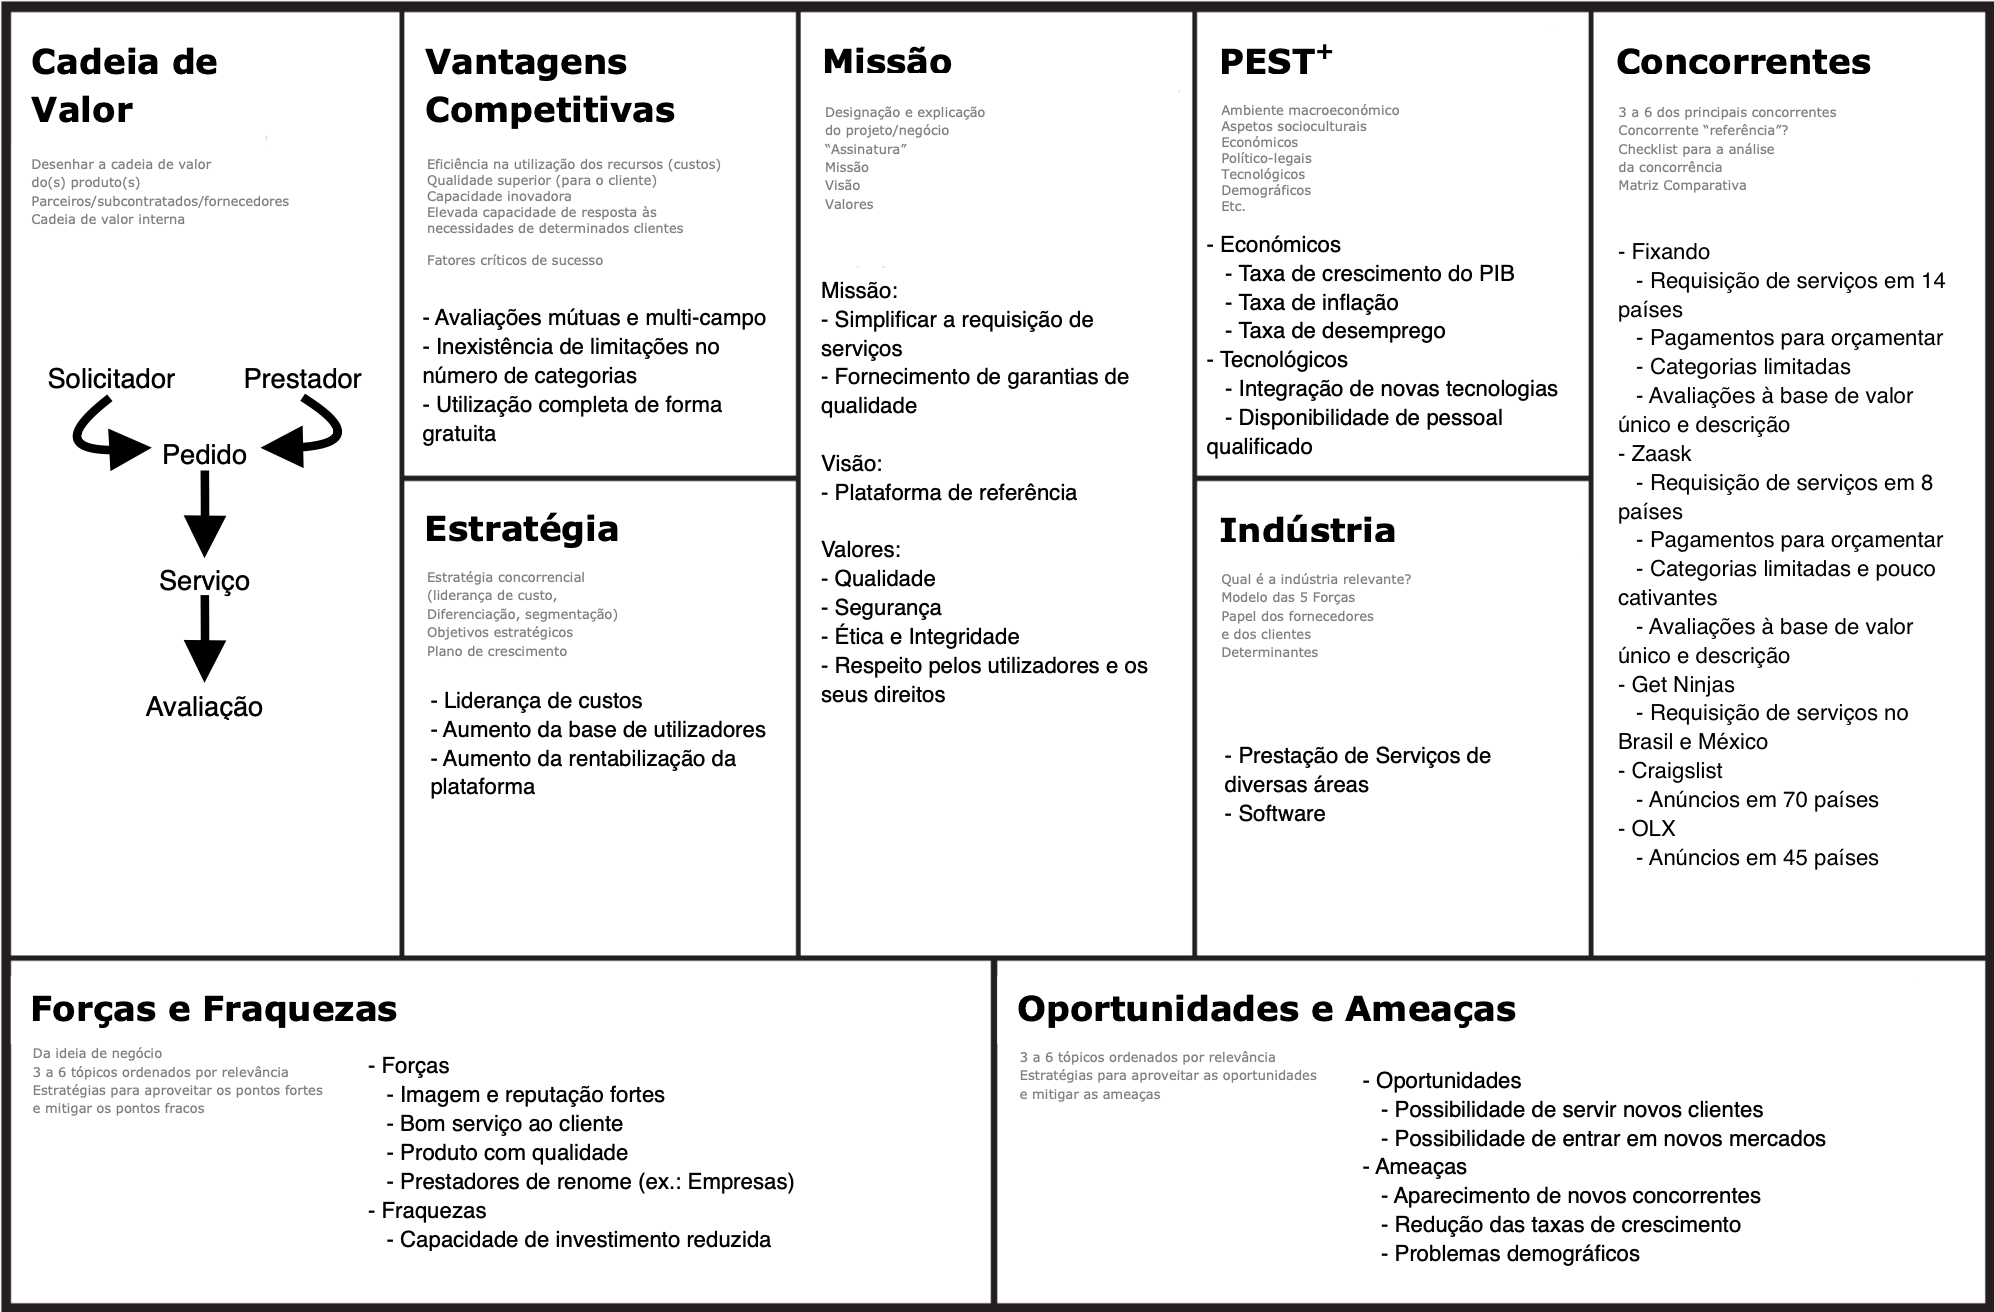 Cadeia de
Valor
Desenhar a cadeia de valor
do(s) produto(s)
Parceiros/subcontratados/fornecedores
Cadeia de valor interna
Solicitador
Prestador
Pedido
Serviço
Avaliação
Vantagens
Competitivas
Eficiência na utilização dos recursos (custos)
Qualidade superior (para o cliente)
Capacidade inovadora
Elevada capacidade de resposta às
necessidades de determinados clientes
Fatores críticos de sucesso
- Avaliações mútuas e multi-campo
- Inexistência de limitações no
número de categorias
- Utilização completa de forma
gratuita
Estratégia
Estratégia concorrencial
(liderança de custo,
Diferenciação, segmentação)
Objetivos estratégicos
Plano de crescimento
- Liderança de custos
- Aumento da base de utilizadores
- Aumento da rentabilização da
plataforma
Missão
Designação e explicação
do projeto/negócio
“Assinatura”
Missão
Visão
Valores
Missão:
- Simplificar a requisição de
serviços
- Fornecimento de garantias de
qualidade
Visão:
- Plataforma de referência
Valores:
- Qualidade
- Segurança
- Ética e Integridade
- Respeito pelos utilizadores e os
seus direitos
PEST+
Ambiente macroeconómico
Aspetos socioculturais
Económicos
Político-legais
Tecnológicos
Demográficos
Etc.
- Económicos
- Taxa de crescimento do PIB
- Taxa de inflação
- Taxa de desemprego
- Tecnológicos
- Integração de novas tecnologias
- Disponibilidade de pessoal
qualificado
Indústria
Qual é a indústria relevante?
Modelo das 5 Forças
Papel dos fornecedores
e dos clientes
Determinantes
- Prestação de Serviços de
diversas áreas
- Software
Concorrentes
3 a 6 dos principais concorrentes
Concorrente “referência”?
Checklist para a análise
da concorrência
Matriz Comparativa
- Fixando
- Requisição de serviços em 14
países
- Pagamentos para orçamentar
- Categorias limitadas
- Avaliações à base de valor
único e descrição
- Zaask
- Requisição de serviços em 8
países
- Pagamentos para orçamentar
- Categorias limitadas e pouco
cativantes
- Avaliações à base de valor
único e descrição
- Get Ninjas
- Requisição de serviços no
Brasil e México
- Craigslist
- Anúncios em 70 países
- OLX
- Anúncios em 45 países
Forças e Fraquezas
Da ideia de negócio
3 a 6 tópicos ordenados por relevância
Estratégias para aproveitar os pontos fortes
e mitigar os pontos fracos
- Forças
- Imagem e reputação fortes
- Bom serviço ao cliente
- Produto com qualidade
- Prestadores de renome (ex.: Empresas)
- Fraquezas
- Capacidade de investimento reduzida
Oportunidades e Ameaças
3 a 6 tópicos ordenados por relevância
Estratégias para aproveitar as oportunidades
e mitigar as ameaças
- Oportunidades
- Possibilidade de servir novos clientes
- Possibilidade de entrar em novos mercados
- Ameaças
- Aparecimento de novos concorrentes
- Redução das taxas de crescimento
- Problemas demográficos